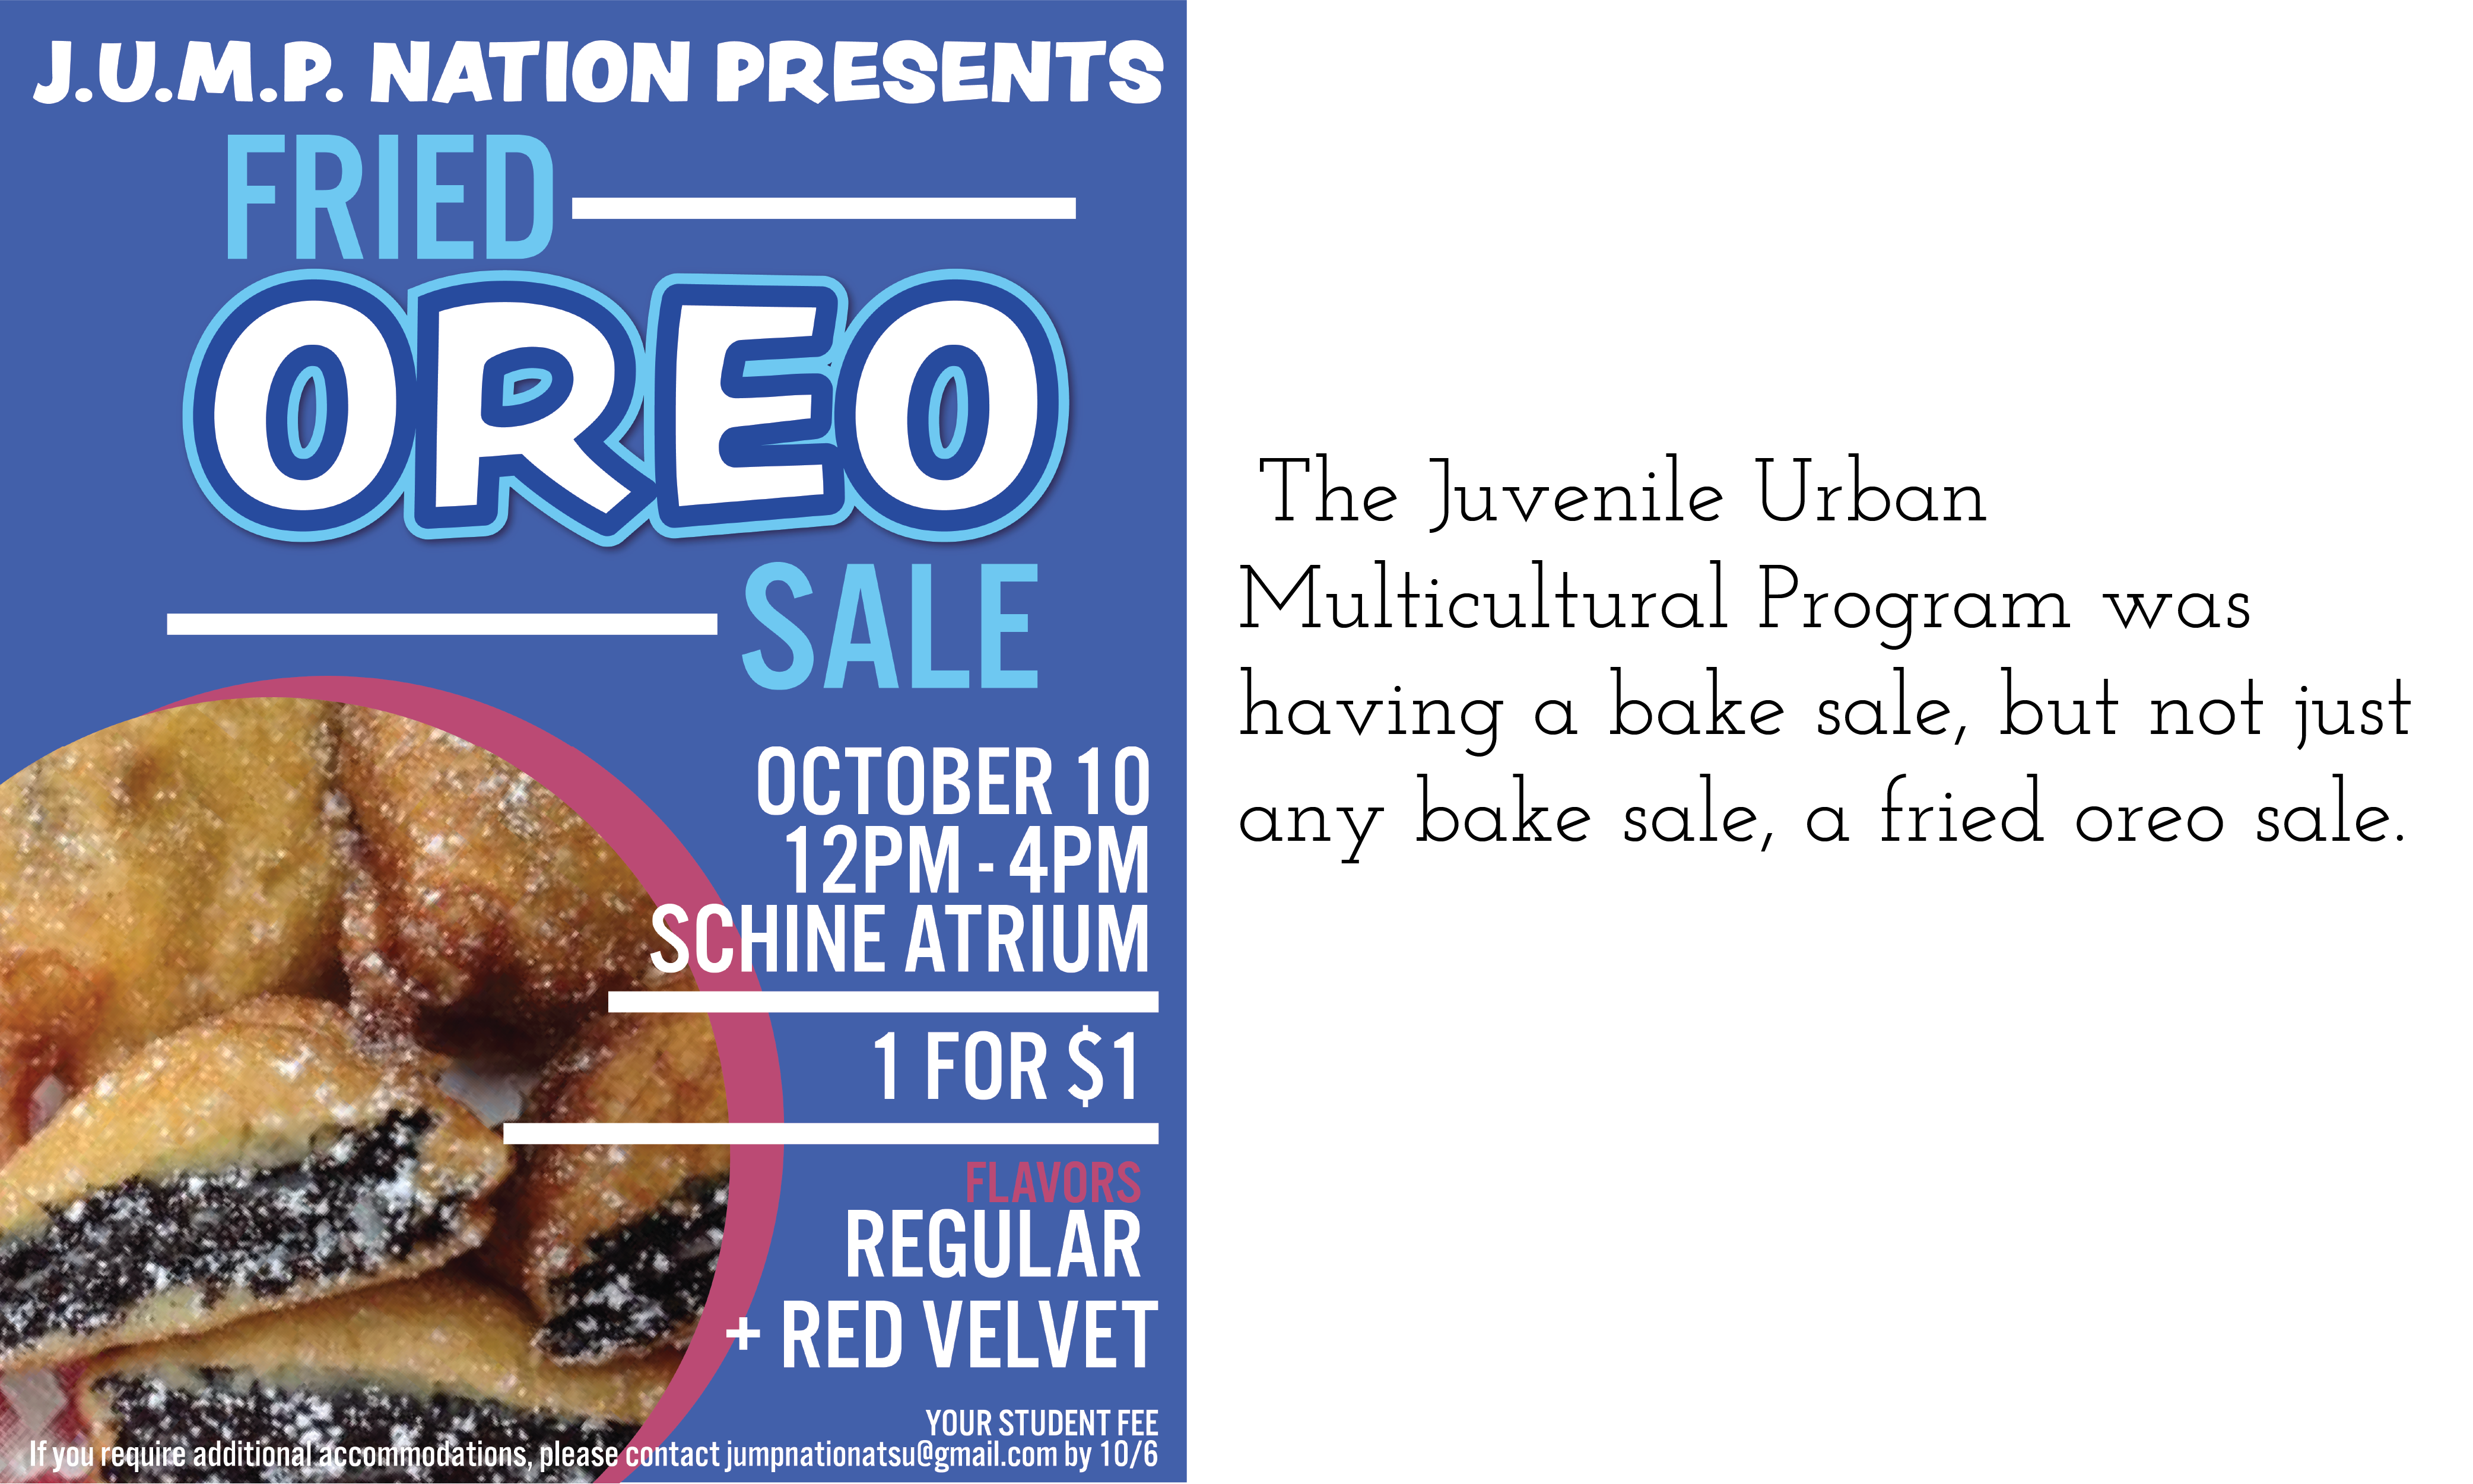 J.U.M.P. NATION PRESENTS
FRIED
OREO
SALE
OCTOBER 10
12PM - 4PM
SCHINE ATRIUM
1 FOR $1
FLAVORS
REGULAR
+ RED VELVET
YOUR STUDENT FEE
If you require additional accommodations, please contact jumpnationatsu@gmail.com by 10/6
The Juvenile Urban
Multicultural Program was
having a bake sale, but not just
any bake sale, a fried oreo sale.